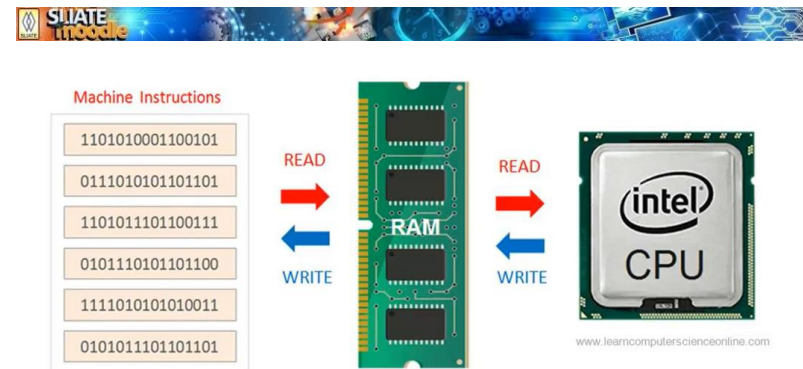 SLIATE
moodle
SLIATE
Machine Instructions
1101010001100101
0111010101101101
1101011101100111
0101110101101100
1111010101010011
0101011101101101
READ
WRITE
RAM
READ
WRITE
intel
CPU
www.learncomputerscienceonline.com